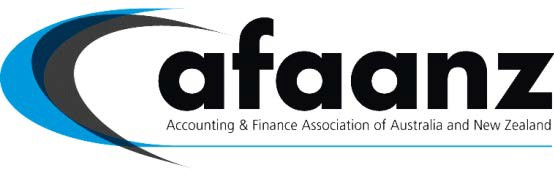 afaanz
Accounting & Finance Association of Australia and New Zealand